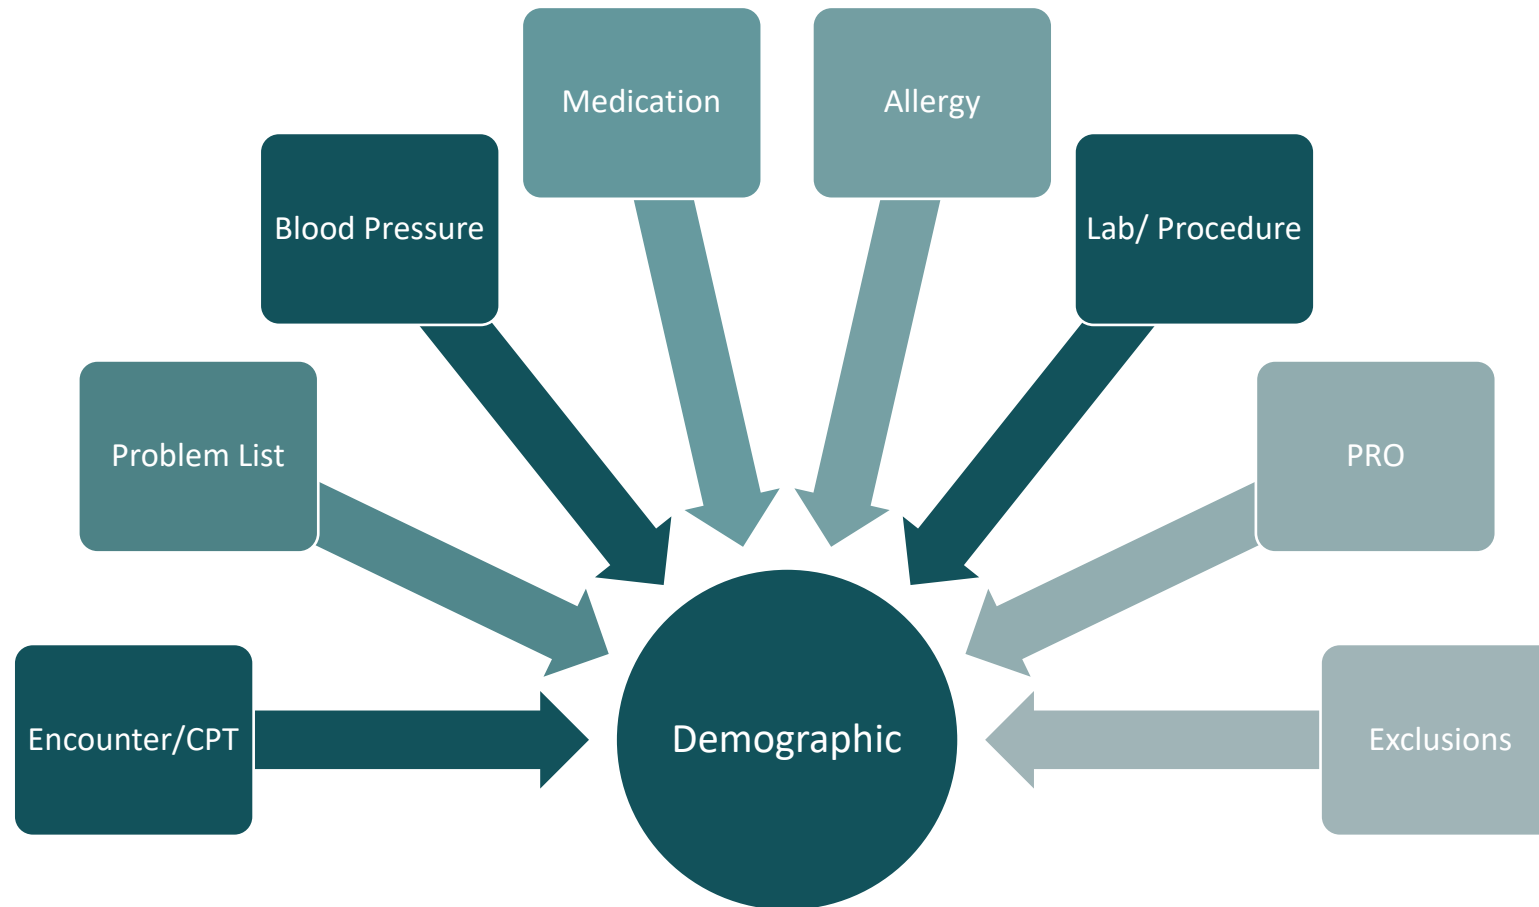 Medication
Allergy
Blood Pressure
Lab/ Procedure
Problem List
PRO
Encounter/CPT
Demographic
Exclusions